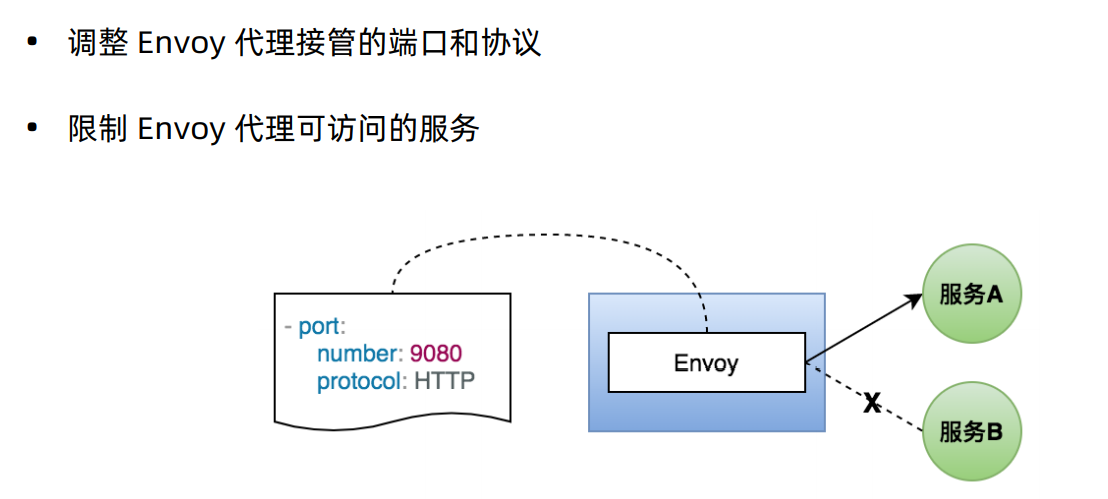 • 调整 Envoy 代理接管的端口和协议
• 限制 Envoy 代理可访问的服务
- port:
number: 9080
protocol: HTTP
Envoy
服务A
X
服务B